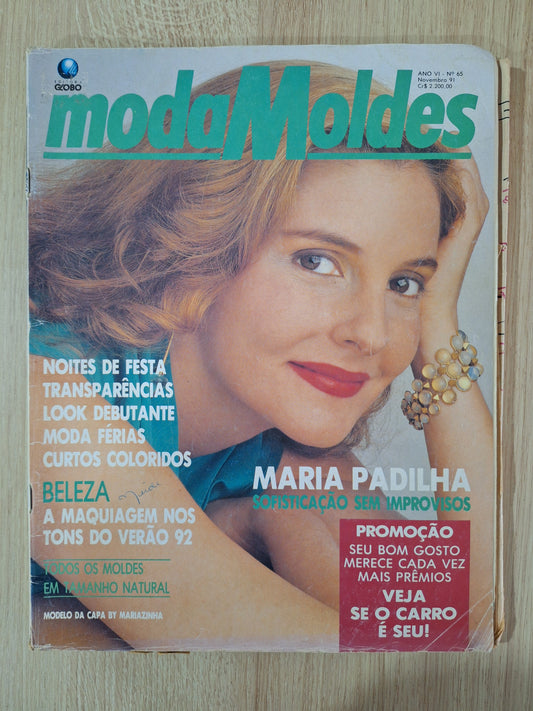 EDITORA
GLOBO
ANO VI - Nº 65
Novembro 91
Cr$ 2.200,00
modaMoldes
NOITES DE FESTA
TRANSPARÊNCIAS
LOOK DEBUTANTE
MODA FÉRIAS
CURTOS COLORIDOS
BELEZA
A MAQUIAGEM NOS
TONS DO VERÃO 92
TODOS OS MOLDES
EM TAMANHO NATURAL
MODELO DA CAPA BY MARIAZINHA
MARIA PADILHA
SOFISTICAÇÃO SEM IMPROVISOS
PROMOÇÃO
SEU BOM GOSTO
MERECE CADA VEZ
MAIS PRÊMIOS
VEJA
SE O CARRO
É SEU!